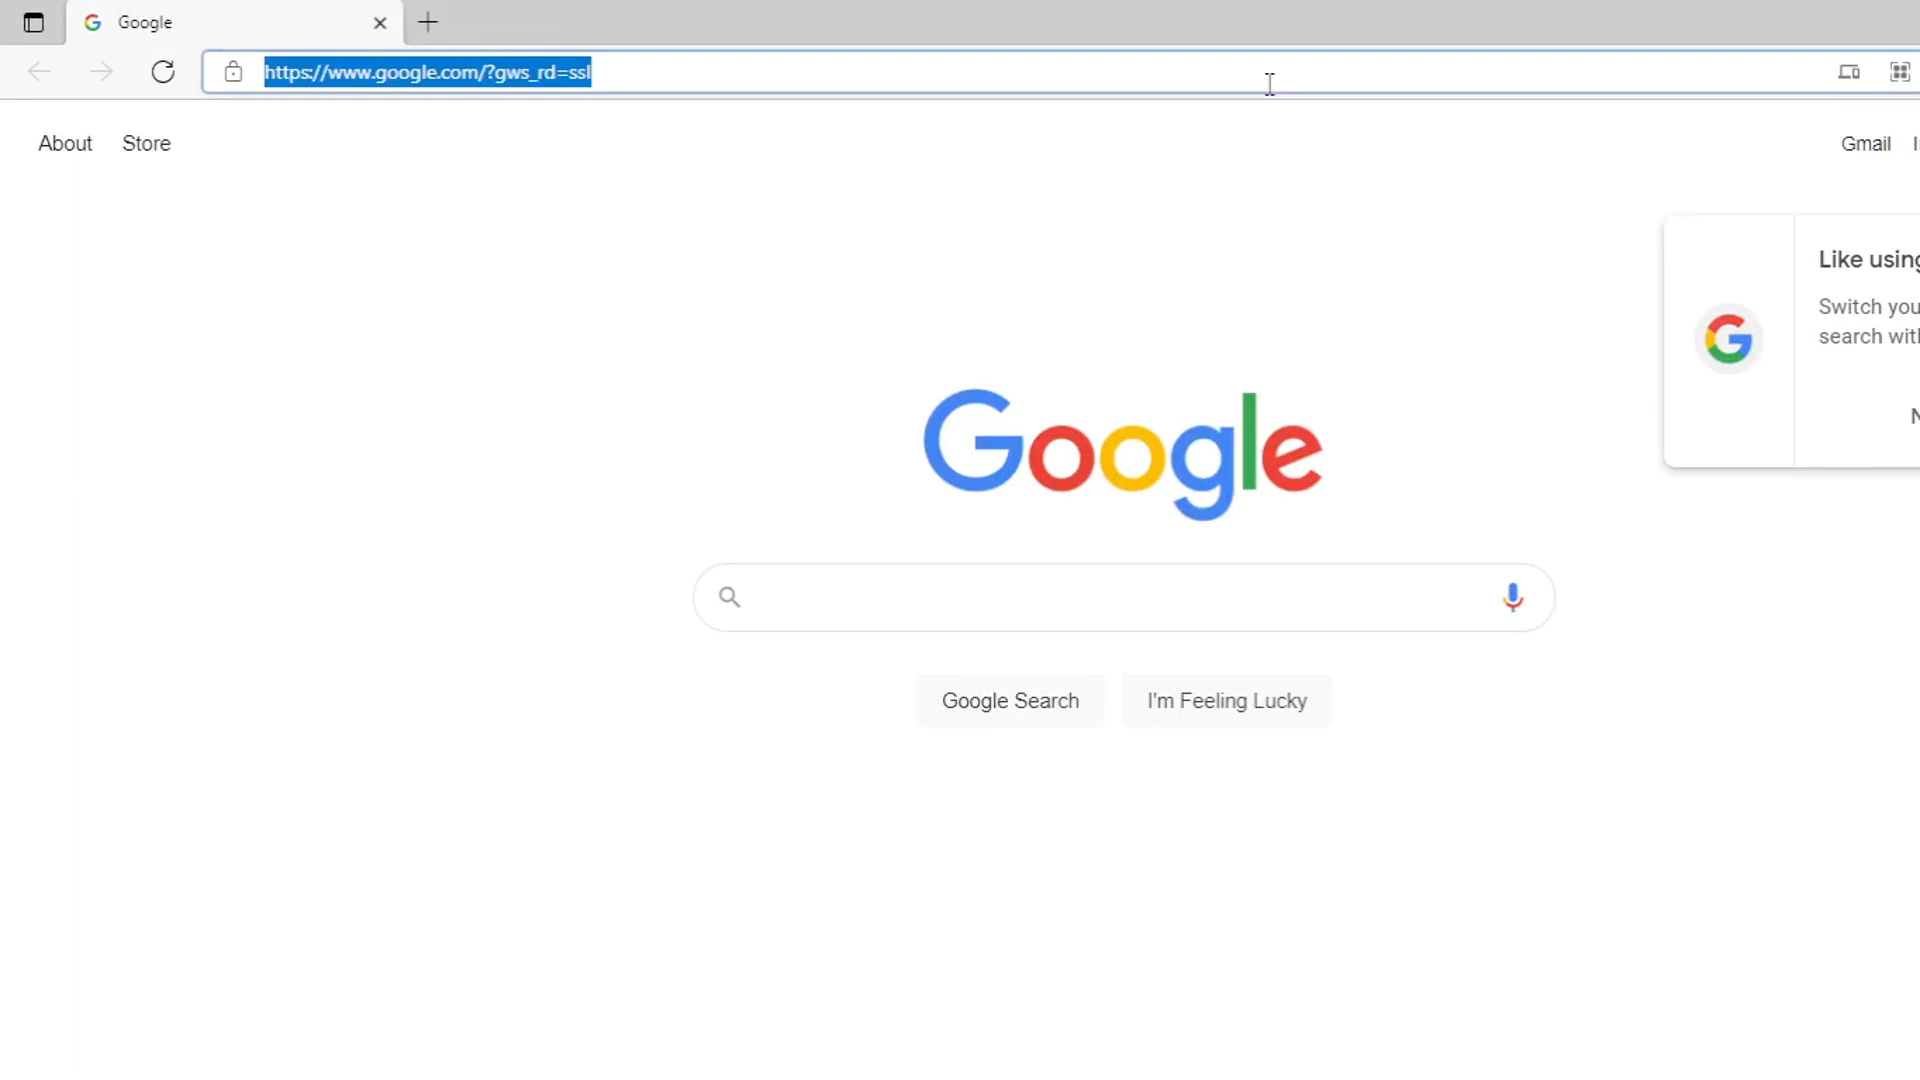 Google
https://www.google.com/?gws_rd=ssl
About Store
Gmail
Like using
Switch you
search with
Google
Google Search
I'm Feeling Lucky